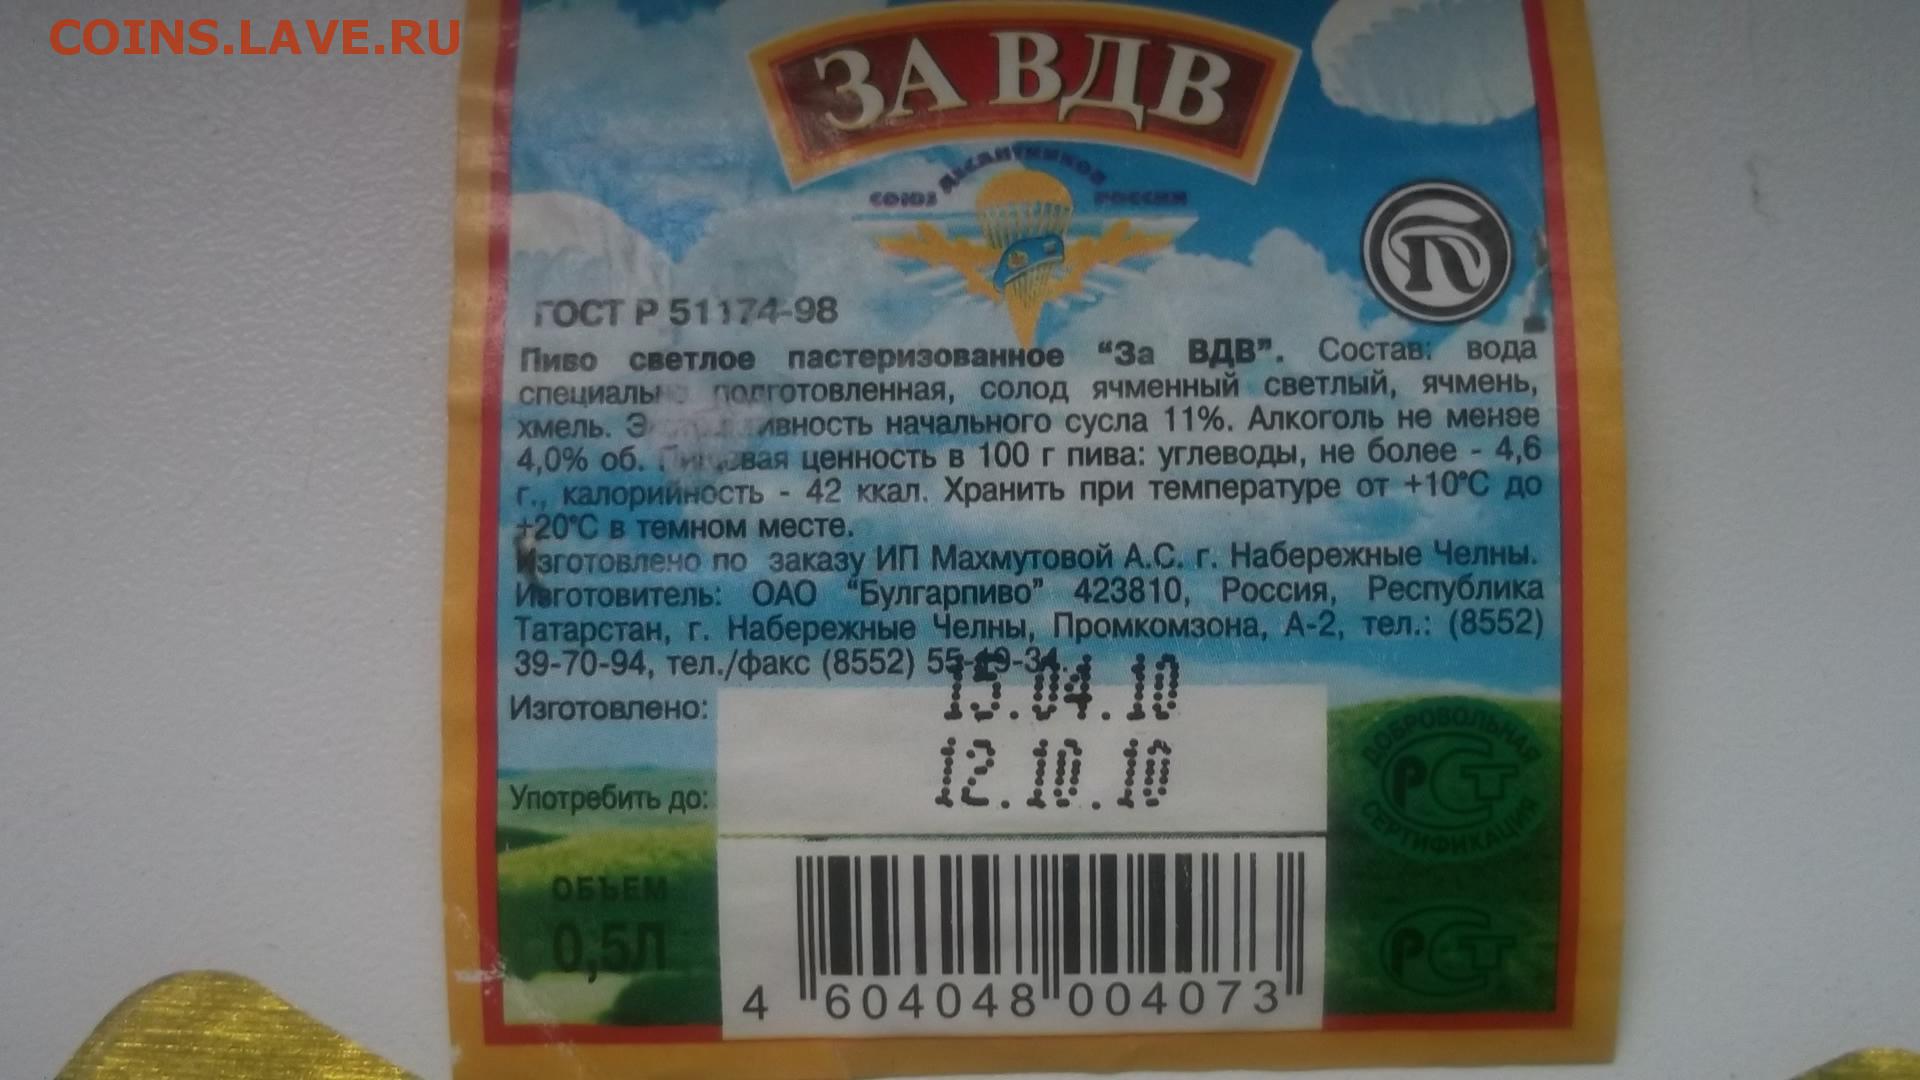 COINS.LAVE.RU
ЗА ВДВ
СОЮЗ ДЕСАНТНИКОВ РОССИИ
ГОСТ Р 51174-98
Пиво светлое пастеризованное “За ВДВ”. Состав: вода
подготовленная, солод ячменный светлый, ячмень,
хмель. начального сусла 11%. Алкоголь не менее
4,0% об. ценность в 100 г пива: углеводы, не более - 4,6
г., калорийность - 42 ккал. Хранить при температуре от +10°С до
+20°С в темном месте.
Изготовлено по заказу ИП Махмутовой А.С. г. Набережные Челны.
Изготовитель: ОАО “Булгарпиво” 423810, Россия, Республика
Татарстан, г. Набережные Челны, Промкомзона, А-2, тел.: (8552)
39-70-94, тел./факс (8552) 55-19-34.
Изготовлено: 15.04.10
Употребить до: 12.10.10
ДОБРОВОЛЬНАЯ
РСТ
СЕРТИФИКАЦИЯ
ОБЪЕМ
0,5Л
РСТ
4 604048 004073